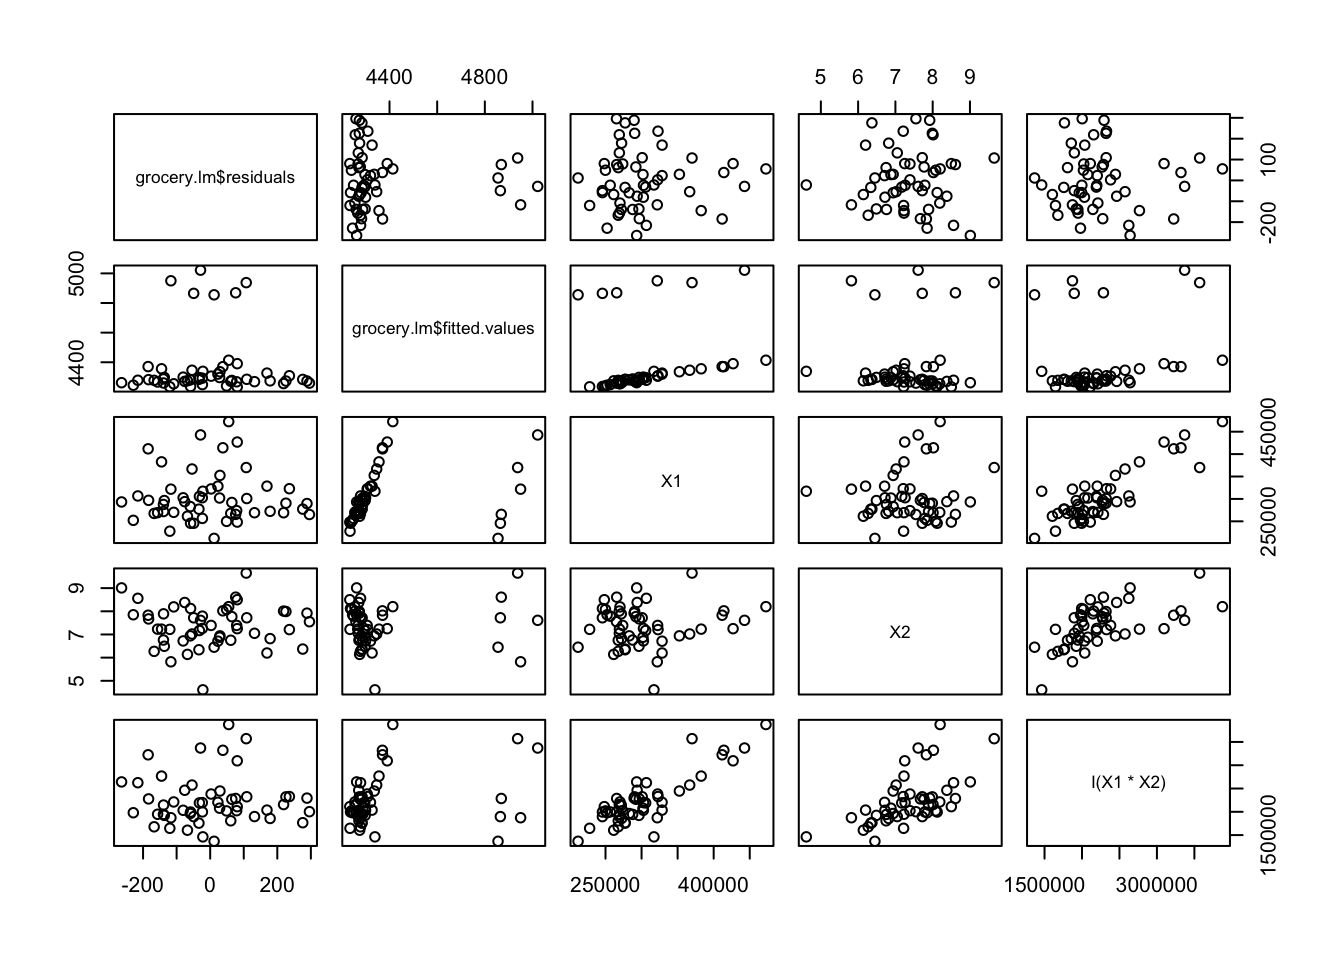 4400 4800 5 6 7 8 9
grocery.lm$residuals
-200 100
4400 5000
grocery.lm$fitted.values
X1
250000 450000
5 7 9
X2
I(X1 * X2)
1500000
-200 0 200 250000 400000 1500000 3000000